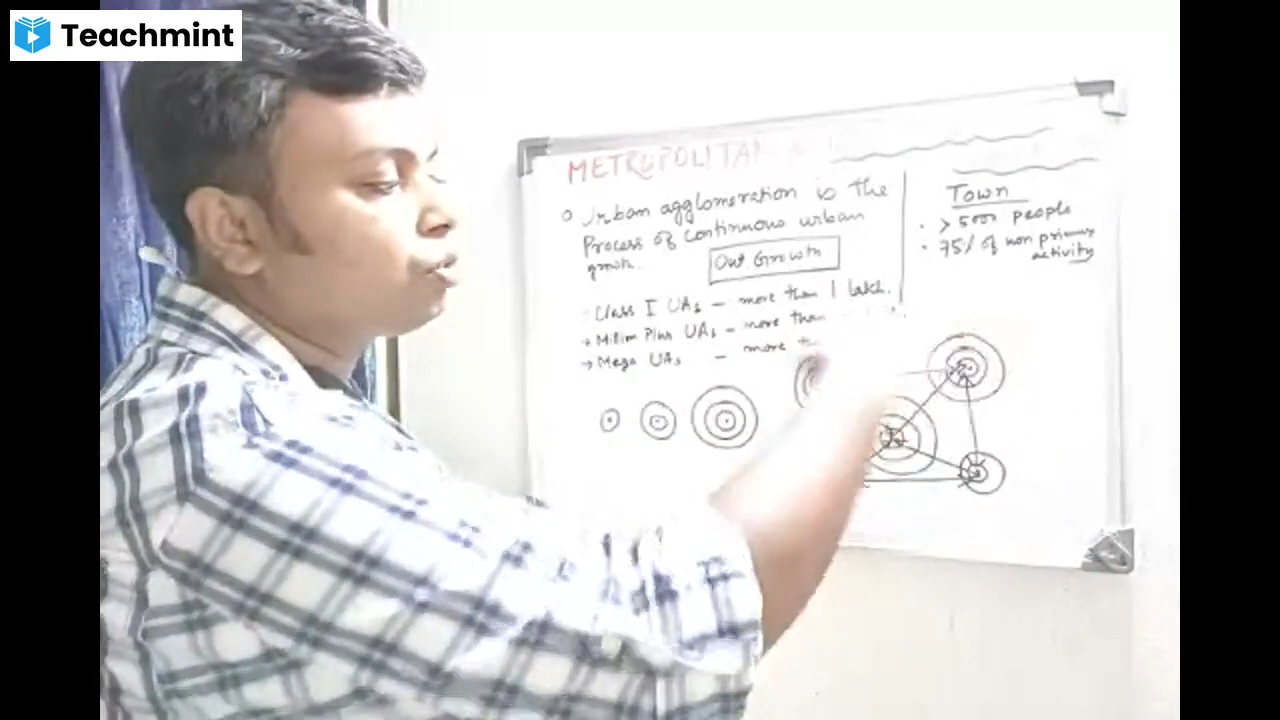 Teachmint
METROPOLITA
Urban agglomeration is the
Process of Continuous urban
growth.
Out Growth
Class I UAs - more than 1 lakh.
→ Million Plus UAs - more than
→ Mega UAs - more
Town
• > 5000 people
• 75% of non primary
activity